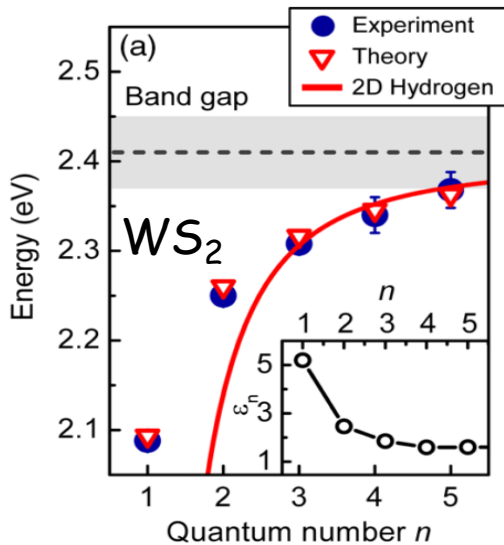 (a)
Experiment
Theory
2D Hydrogen
Band gap
WS₂
Energy (eV)
2.5
2.4
2.3
2.2
2.1
1 2 3 4 5
Quantum number n
n
1 2 3 4 5
εn
5
3
1